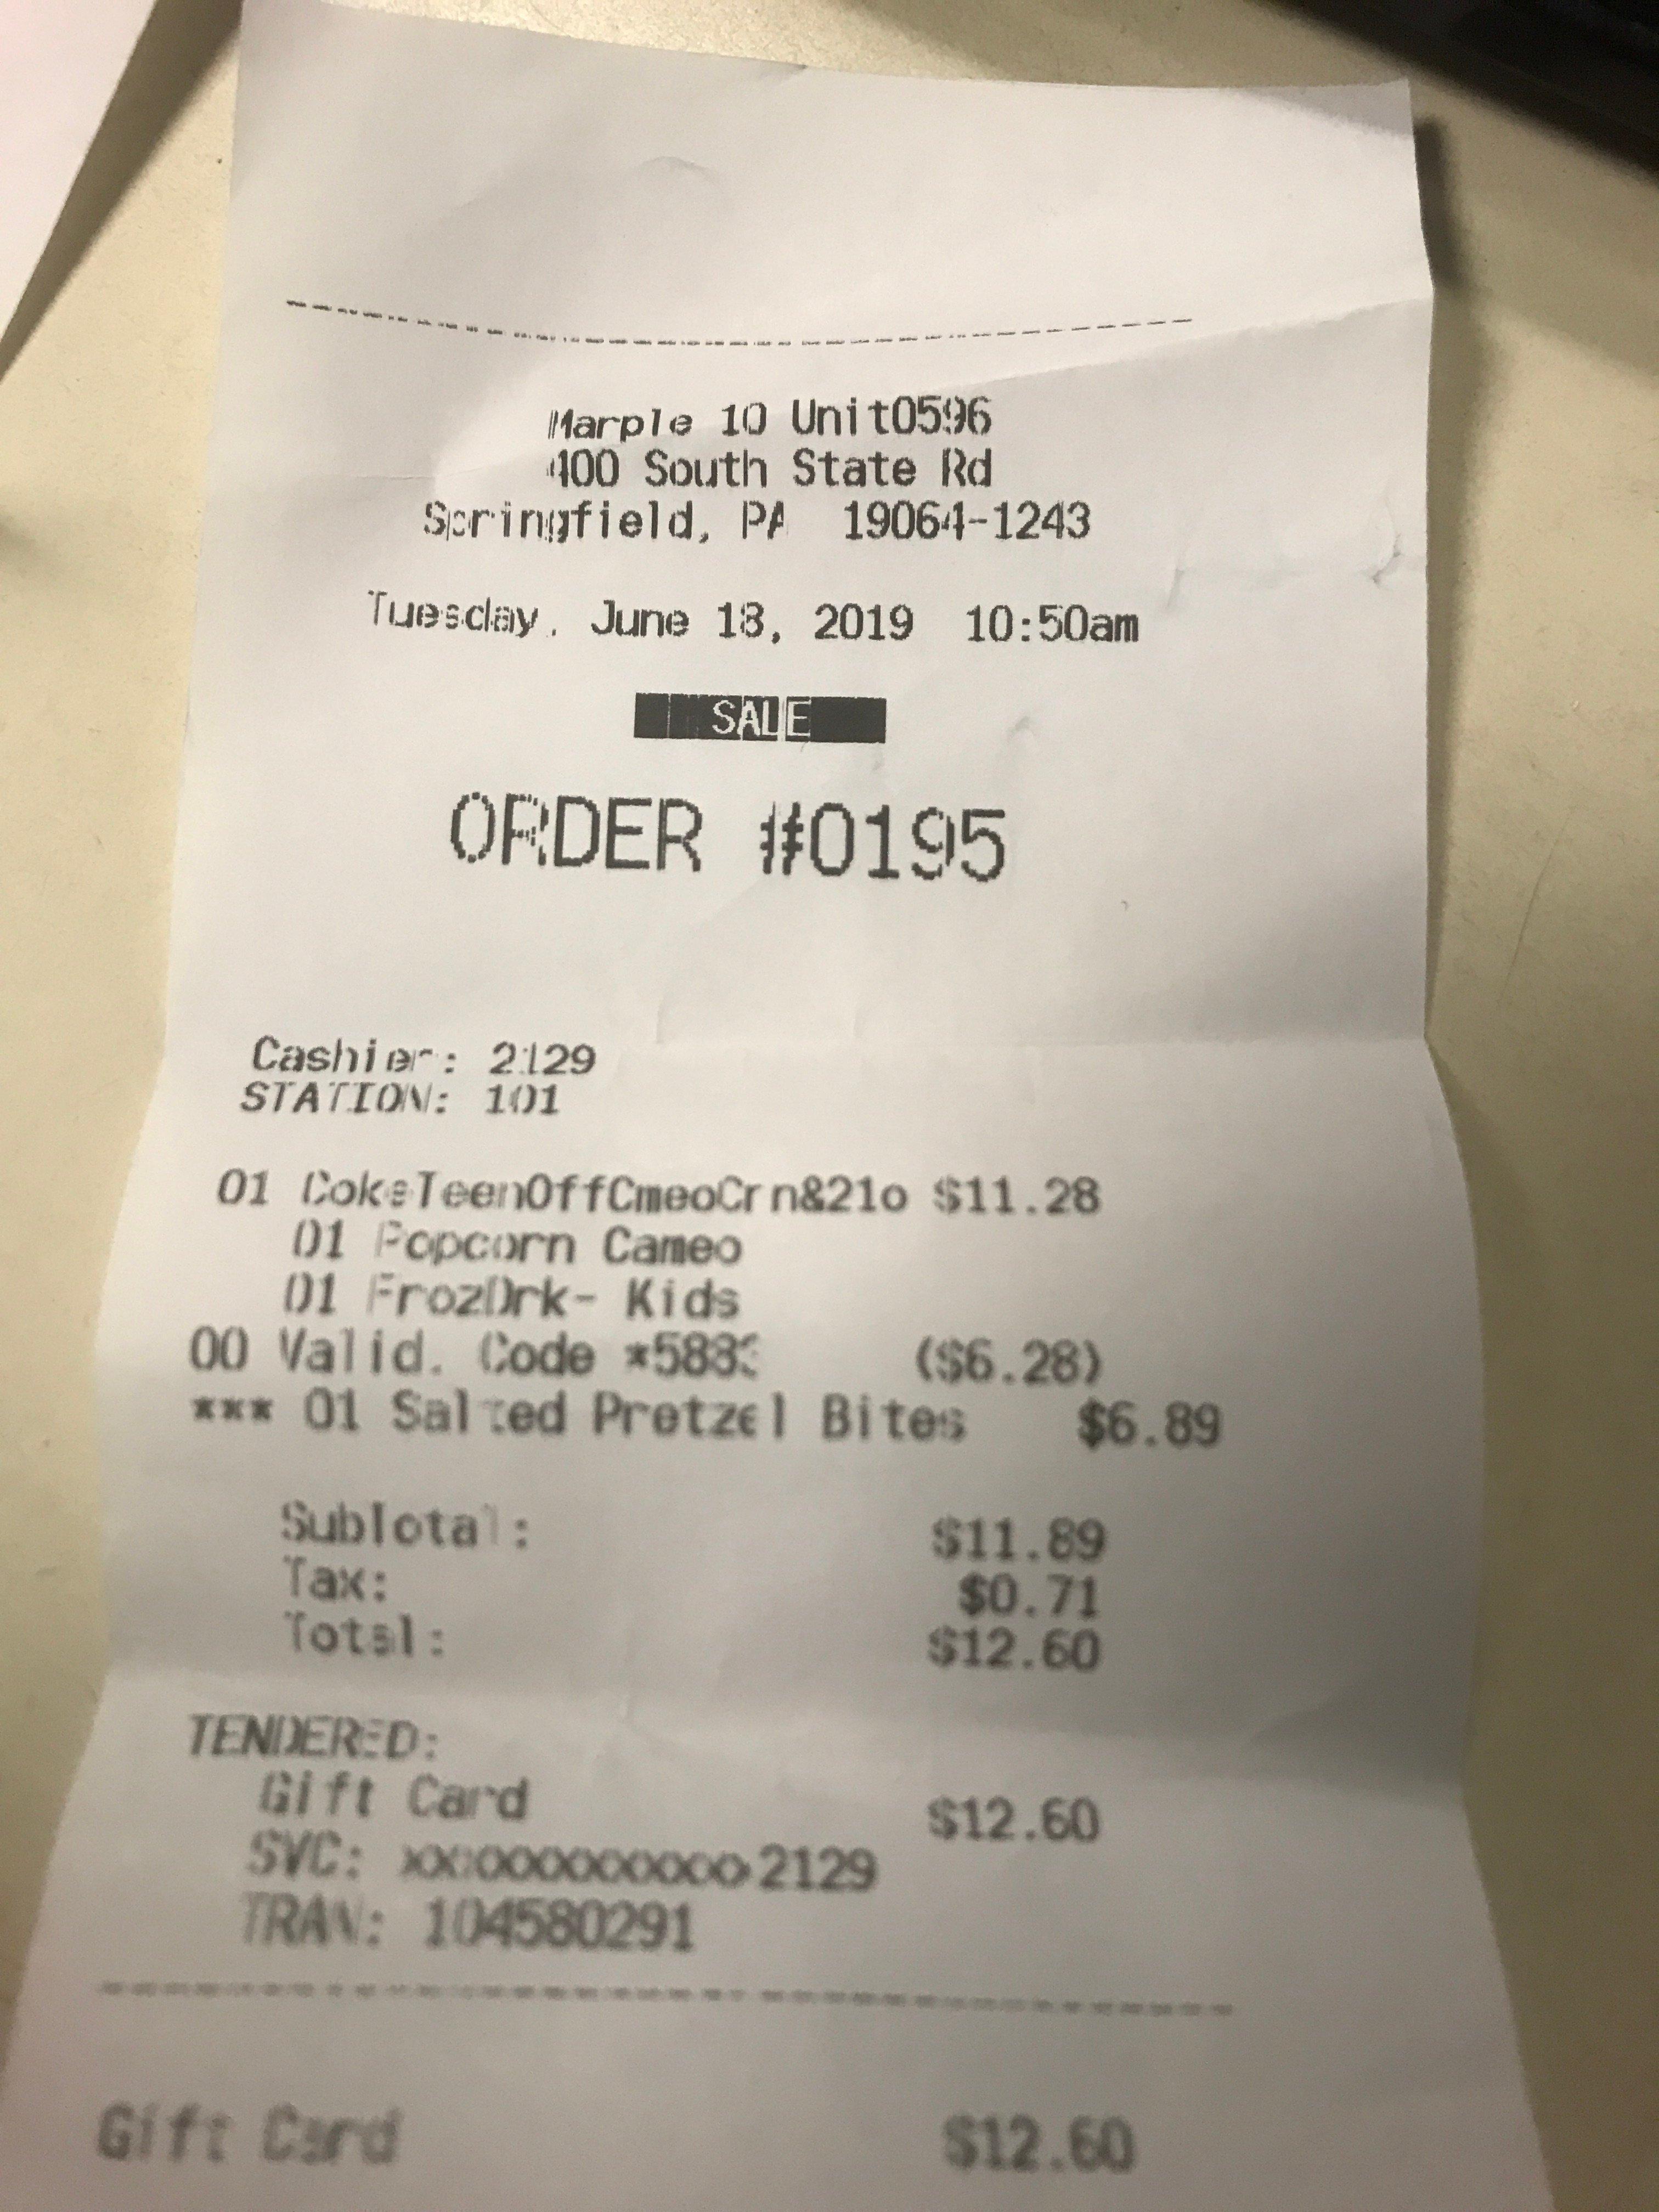 Marple 10 Unit0596
400 South State Rd
Springfield, PA 19064-1243
Tuesday, June 18, 2019 10:50am
SALE
ORDER #0195
Cashier: 2129
STATION: 101
01 CokeTeenOffCmeoCrn&21o $11.28
01 Popcorn Cameo
01 FrozDrk- Kids
00 Valid. Code ($6.28)
*** 01 Salted Pretzel Bites $6.89
SubTotal: $11.89
Tax: $0.71
Total: $12.60
TENDERED:
Gift Card $12.60
SVC: xxxxxxxxxxxx2129
TRAN: 104580291
Gift Card $12.60